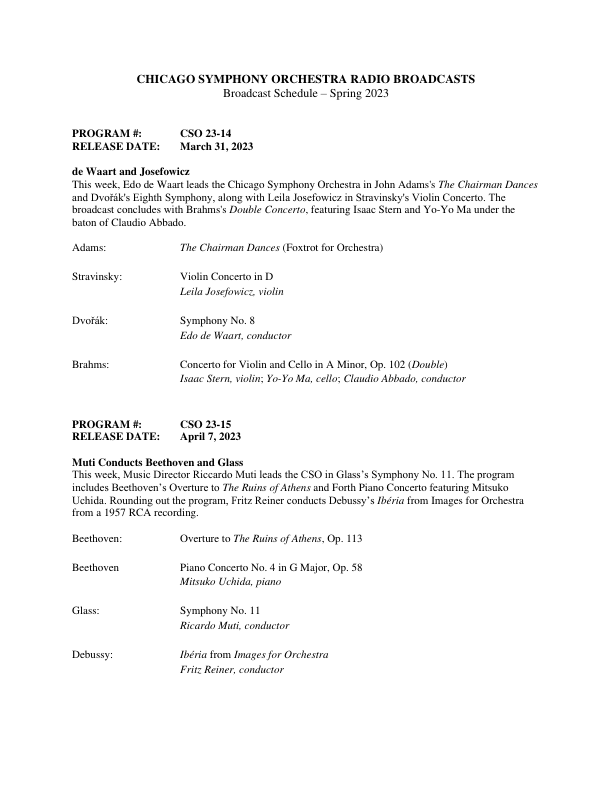 CHICAGO SYMPHONY ORCHESTRA RADIO BROADCASTS
Broadcast Schedule – Spring 2023
PROGRAM #: CSO 23-14
RELEASE DATE: March 31, 2023
de Waart and Josefowicz
This week, Edo de Waart leads the Chicago Symphony Orchestra in John Adams's The Chairman Dances
and Dvořák's Eighth Symphony, along with Leila Josefowicz in Stravinsky's Violin Concerto. The
broadcast concludes with Brahms's Double Concerto, featuring Isaac Stern and Yo-Yo Ma under the
baton of Claudio Abbado.
Adams: The Chairman Dances (Foxtrot for Orchestra)
Stravinsky: Violin Concerto in D
Leila Josefowicz, violin
Dvořák: Symphony No. 8
Edo de Waart, conductor
Brahms: Concerto for Violin and Cello in A Minor, Op. 102 (Double)
Isaac Stern, violin; Yo-Yo Ma, cello; Claudio Abbado, conductor
PROGRAM #: CSO 23-15
RELEASE DATE: April 7, 2023
Muti Conducts Beethoven and Glass
This week, Music Director Riccardo Muti leads the CSO in Glass’s Symphony No. 11. The program
includes Beethoven’s Overture to The Ruins of Athens and Forth Piano Concerto featuring Mitsuko
Uchida. Rounding out the program, Fritz Reiner conducts Debussy’s Ibéria from Images for Orchestra
from a 1957 RCA recording.
Beethoven: Overture to The Ruins of Athens, Op. 113
Beethoven Piano Concerto No. 4 in G Major, Op. 58
Mitsuko Uchida, piano
Glass: Symphony No. 11
Ricardo Muti, conductor
Debussy: Ibéria from Images for Orchestra
Fritz Reiner, conductor